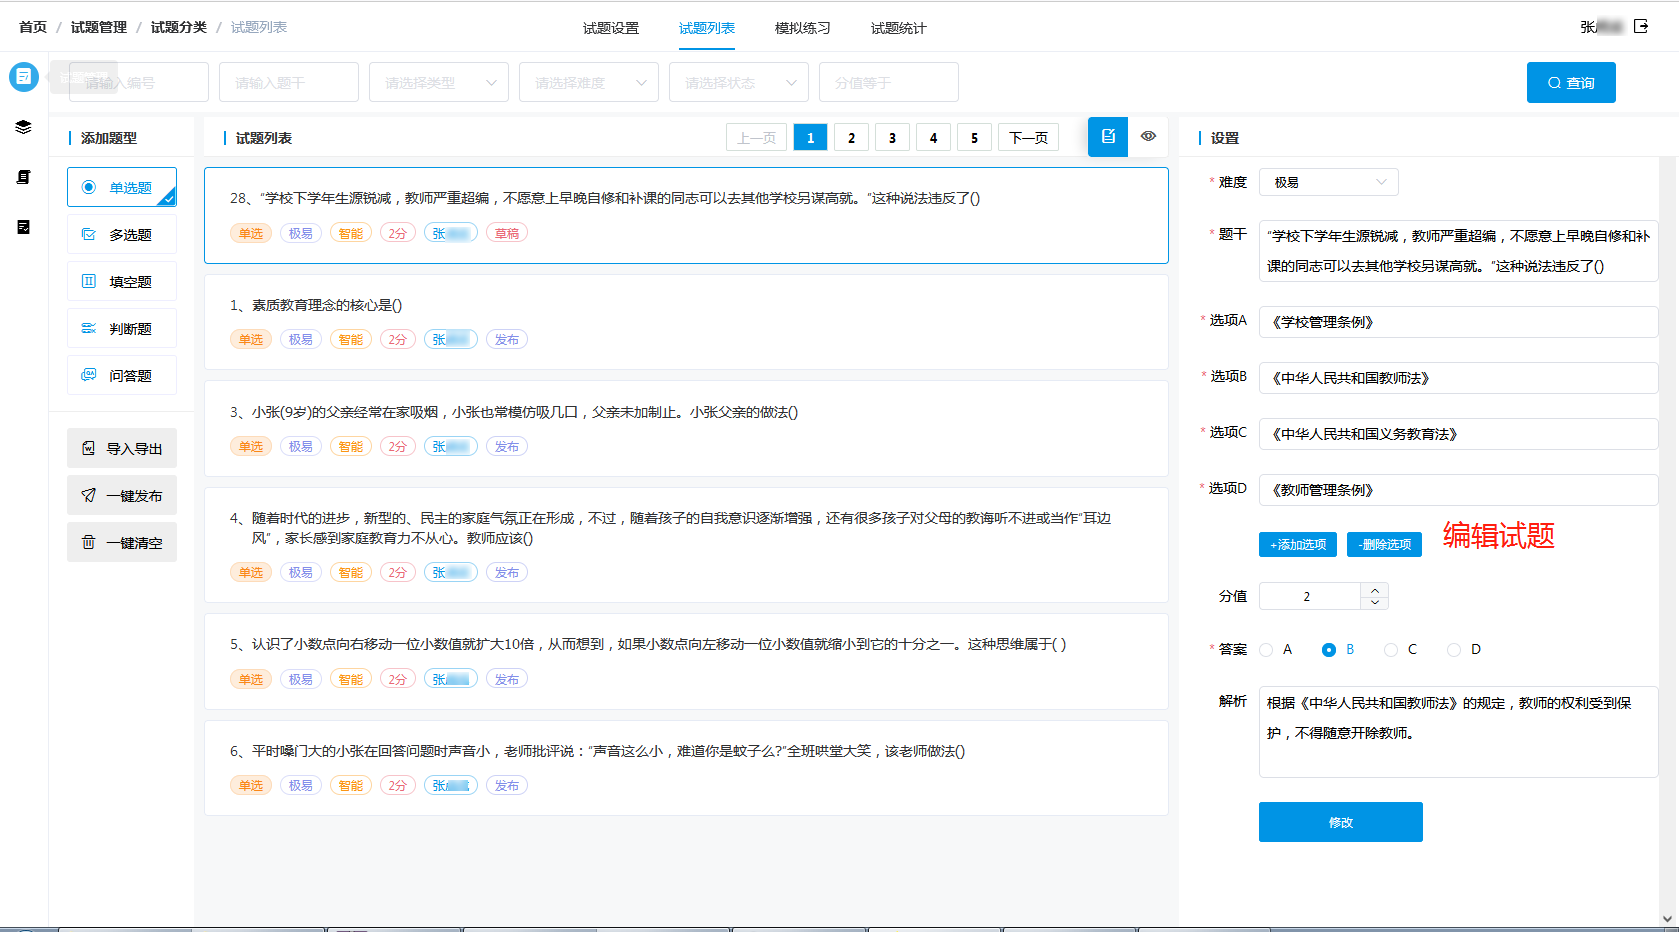 首页 / 试题管理 / 试题分类 / 试题列表
试题设置 试题列表 模拟练习 试题统计
张
请输入编号 请输入题干 请选择类型 请选择难度 请选择状态 分值等于 查询
添加题型
单选题
多选题
填空题
判断题
问答题
导入导出
一键发布
一键清空
试题列表 上一页 1 2 3 4 5 下一页
28、“学校下学年生源锐减，教师严重超编，不愿意上早晚自修和补课的同志可以去其他学校另谋高就。”这种说法违反了()
单选 极易 智能 2分 张 草稿
1、素质教育理念的核心是()
单选 极易 智能 2分 张 发布
3、小张(9岁)的父亲经常在家吸烟，小张也常模仿吸几口，父亲未加制止。小张父亲的做法()
单选 极易 智能 2分 张 发布
4、随着时代的进步，新型的、民主的家庭气氛正在形成，不过，随着孩子的自我意识逐渐增强，还有很多孩子对父母的教诲听不进或当作“耳边
风”，家长感到家庭教育力不从心。教师应该()
单选 极易 智能 2分 张 发布
5、认识了小数点向右移动一位小数值就扩大10倍，从而想到，如果小数点向左移动一位小数值就缩小到它的十分之一。这种思维属于( )
单选 极易 智能 2分 张 发布
6、平时嗓门大的小张在回答问题时声音小，老师批评说：“声音这么小，难道你是蚊子么?”全班哄堂大笑，该老师做法()
单选 极易 智能 2分 张 发布
设置
* 难度 极易
* 题干 “学校下学年生源锐减，教师严重超编，不愿意上早晚自修和补
课的同志可以去其他学校另谋高就。”这种说法违反了()
* 选项A 《学校管理条例》
* 选项B 《中华人民共和国教师法》
* 选项C 《中华人民共和国义务教育法》
* 选项D 《教师管理条例》
+添加选项 -删除选项 编辑试题
分值 2
* 答案 A B C D
解析 根据《中华人民共和国教师法》的规定，教师的权利受到保
护，不得随意开除教师。
修改